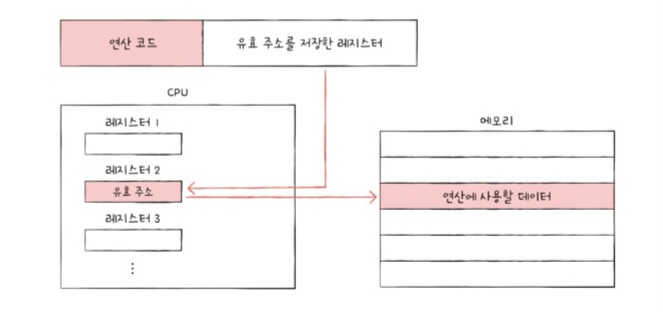 연산 코드
유효 주소를 저장한 레지스터
CPU
레지스터 1
레지스터 2
유효 주소
레지스터 3
메모리
연산에 사용할 데이터